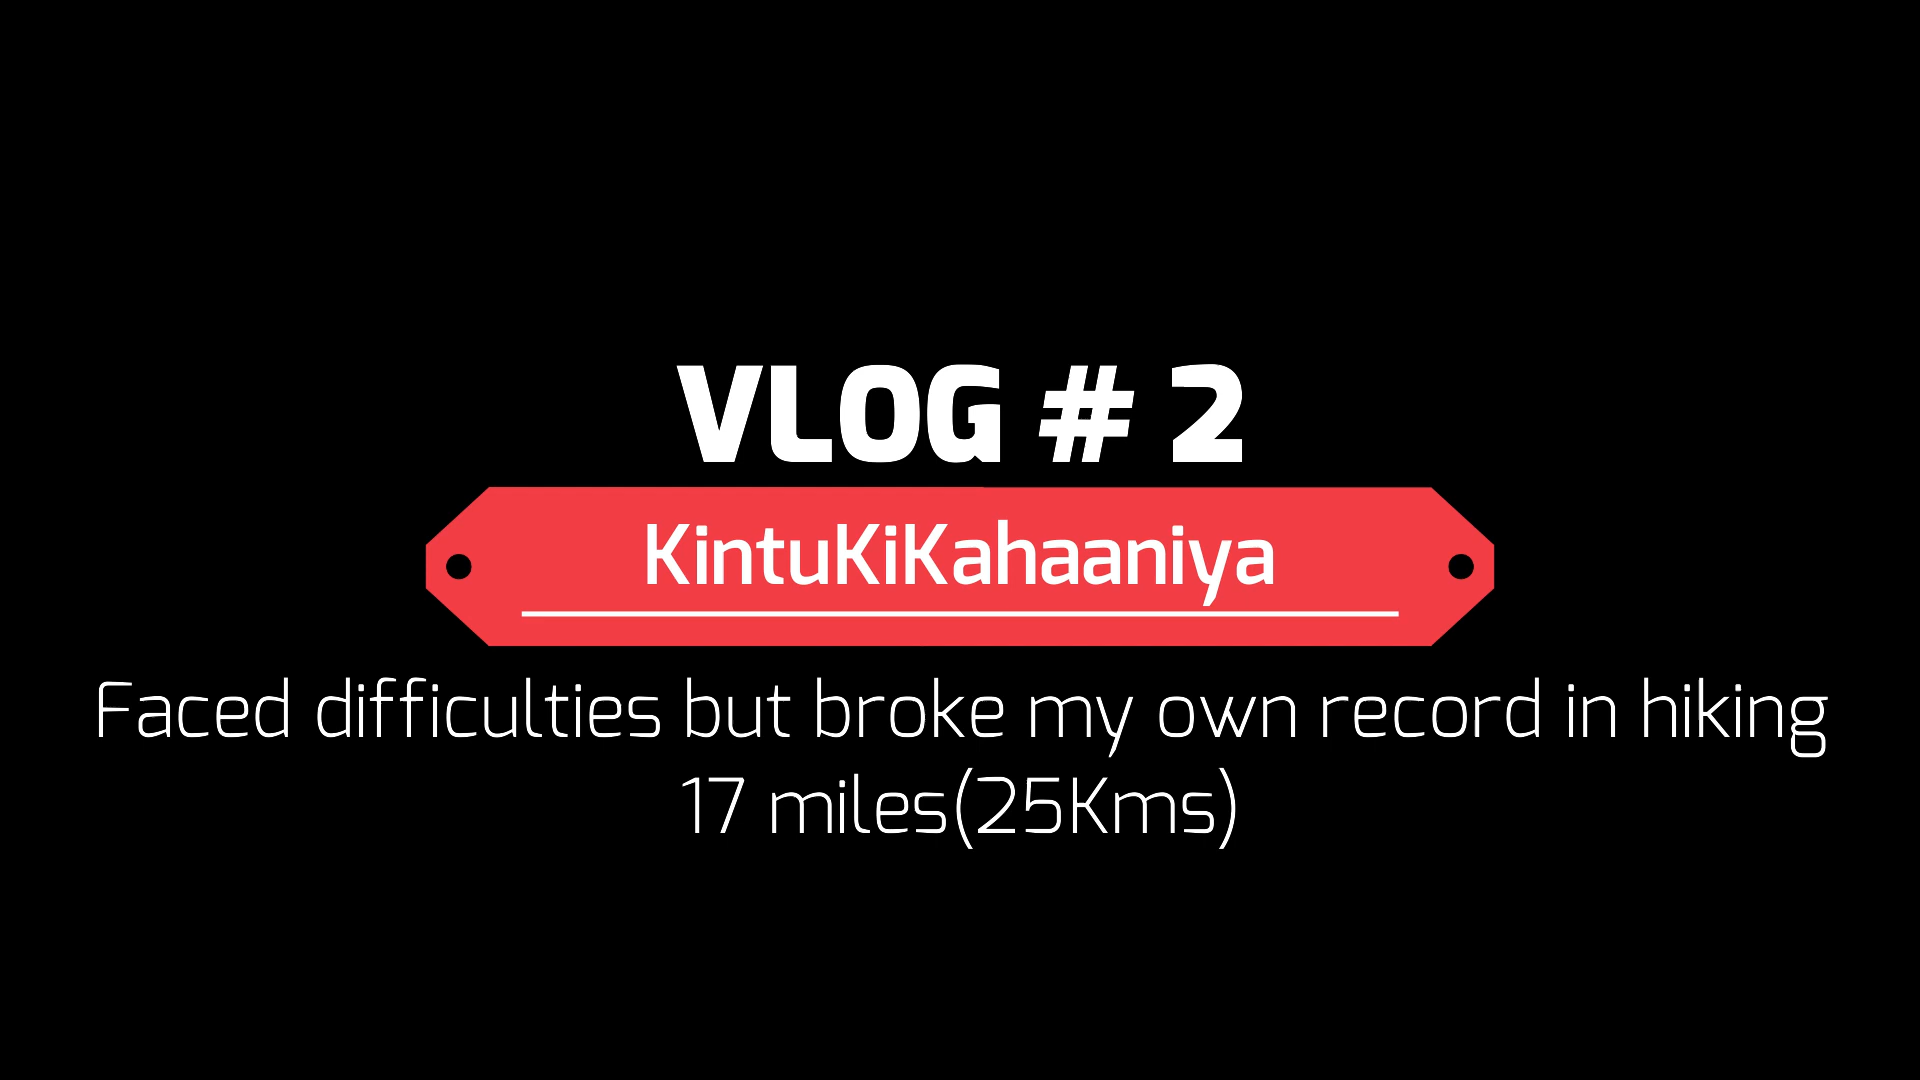 VLOG # 2
KintuKiKahaaniya
Faced difficulties but broke my own record in hiking
17 miles(25Kms)